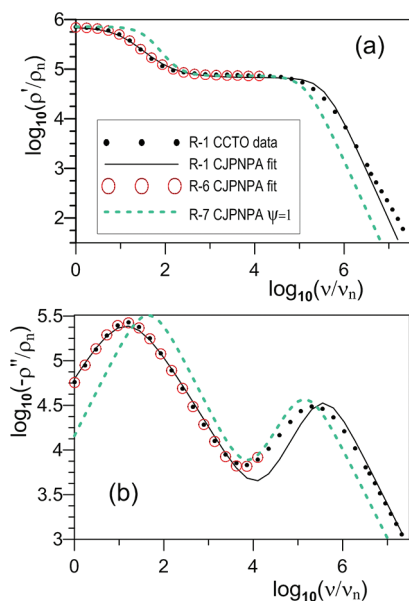 (a)
log10(ρ'/ρn)
6
5
4
3
2
R-1 CCTO data
R-1 CJPNPA fit
R-6 CJPNPA fit
R-7 CJPNPA ψ=1
0 2 4 6
log10(ν/νn)
(b)
log10(-ρ''/ρn)
5.5
5
4.5
4
3.5
3
0 2 4 6
log10(ν/νn)